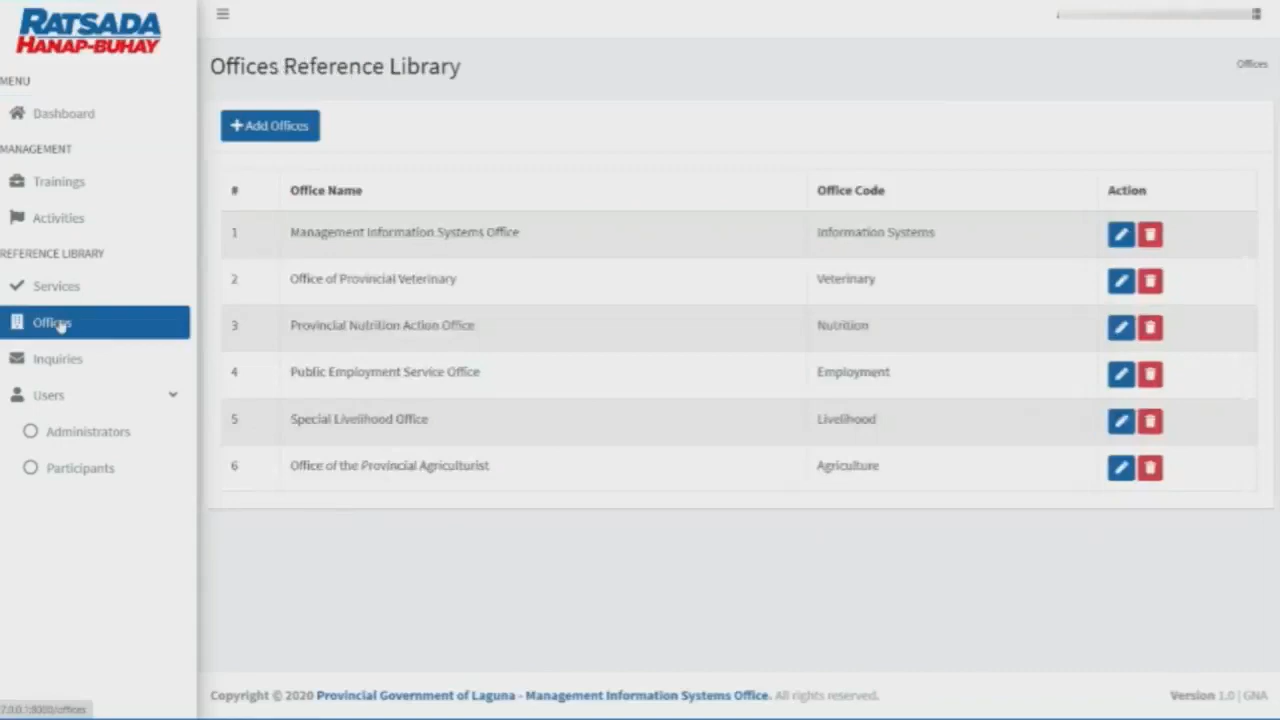 RATSADA
HANAP-BUHAY
MENU
Dashboard
MANAGEMENT
Trainings
Activities
REFERENCE LIBRARY
Services
Offices
Inquiries
Users
Administrators
Participants
Offices Reference Library
Offices
Add Offices
# Office Name Office Code Action
1 Management Information Systems Office Information Systems
2 Office of Provincial Veterinary Veterinary
3 Provincial Nutrition Action Office Nutrition
4 Public Employment Service Office Employment
5 Special Livelihood Office Livelihood
6 Office of the Provincial Agriculturist Agriculture
Copyright © 2020 Provincial Government of Laguna - Management Information Systems Office. All rights reserved.
Version 1.0 | GNA